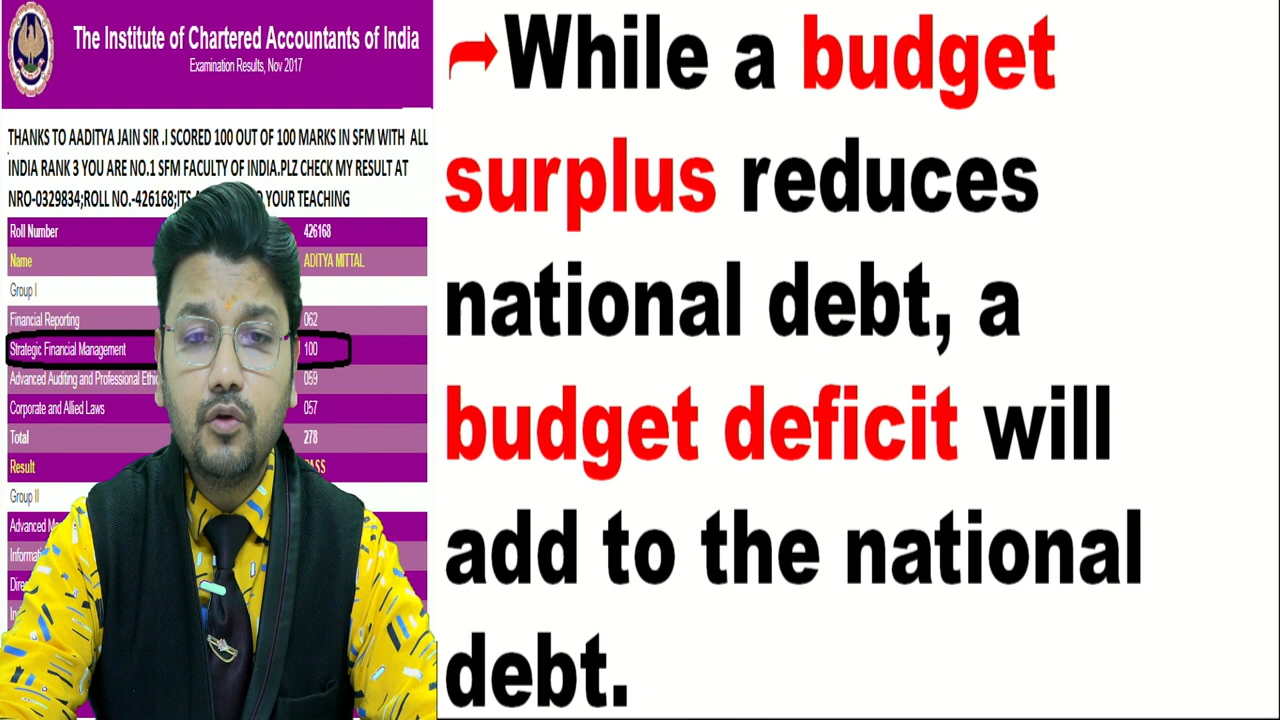 The Institute of Chartered Accountants of India
Examination Results, Nov 2017
THANKS TO AADITYA JAIN SIR .I SCORED 100 OUT OF 100 MARKS IN SFM WITH ALL
INDIA RANK 3 YOU ARE NO.1 SFM FACULTY OF INDIA.PLZ CHECK MY RESULT AT
NRO-0329834;ROLL NO.-426168;ITS YOUR TEACHING
Roll Number 426168
Name ADITYA MITTAL
Group I
Financial Reporting 062
Strategic Financial Management 100
Advanced Auditing and Professional 059
Corporate and Allied Laws 057
Total 278
Result
Group II
Advanced
While a budget
surplus reduces
national debt, a
budget deficit will
add to the national
debt.